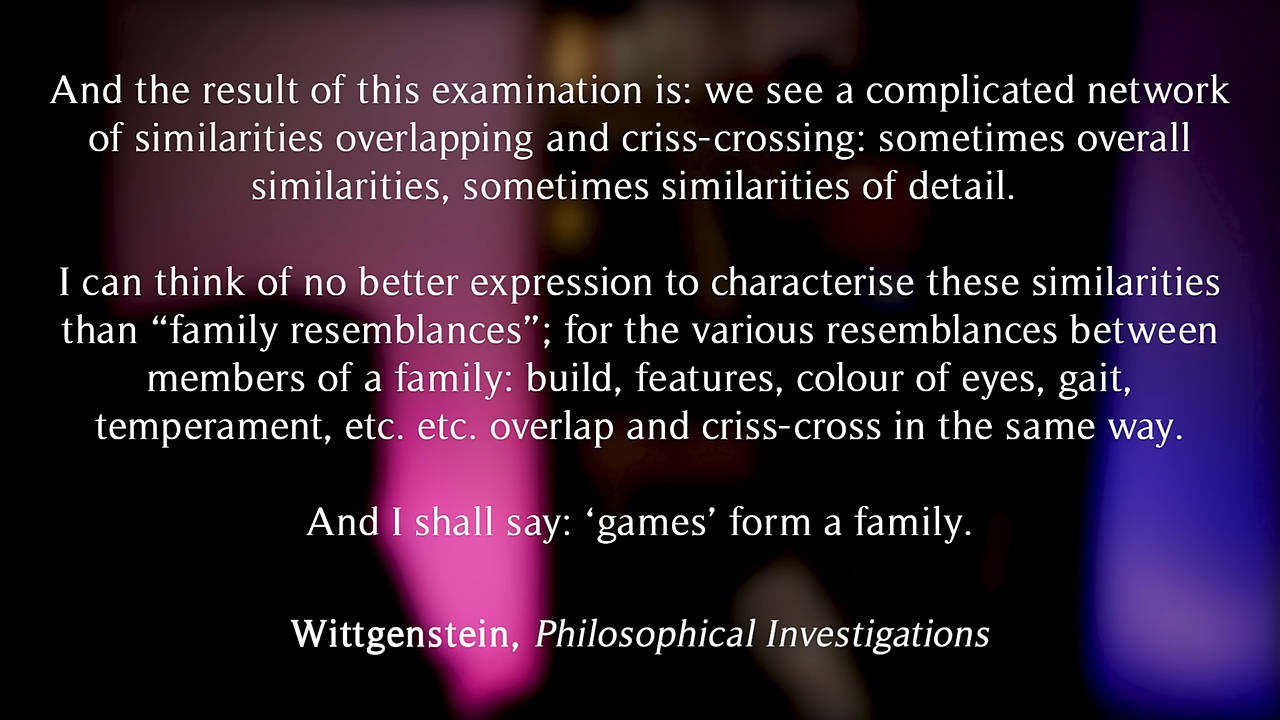 And the result of this examination is: we see a complicated network
of similarities overlapping and criss-crossing: sometimes overall
similarities, sometimes similarities of detail.
I can think of no better expression to characterise these similarities
than “family resemblances”; for the various resemblances between
members of a family: build, features, colour of eyes, gait,
temperament, etc. etc. overlap and criss-cross in the same way.
And I shall say: ‘games’ form a family.
Wittgenstein, Philosophical Investigations